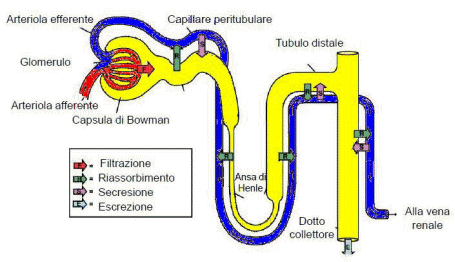 Arteriola efferente
Capillare peritubulare
Glomerulo
Tubulo distale
Arteriola afferente
Capsula di Bowman
= Filtrazione
= Riassorbimento
= Secresione
= Escrezione
Ansa di
Henle
Dotto
collettore
Alla vena
renale